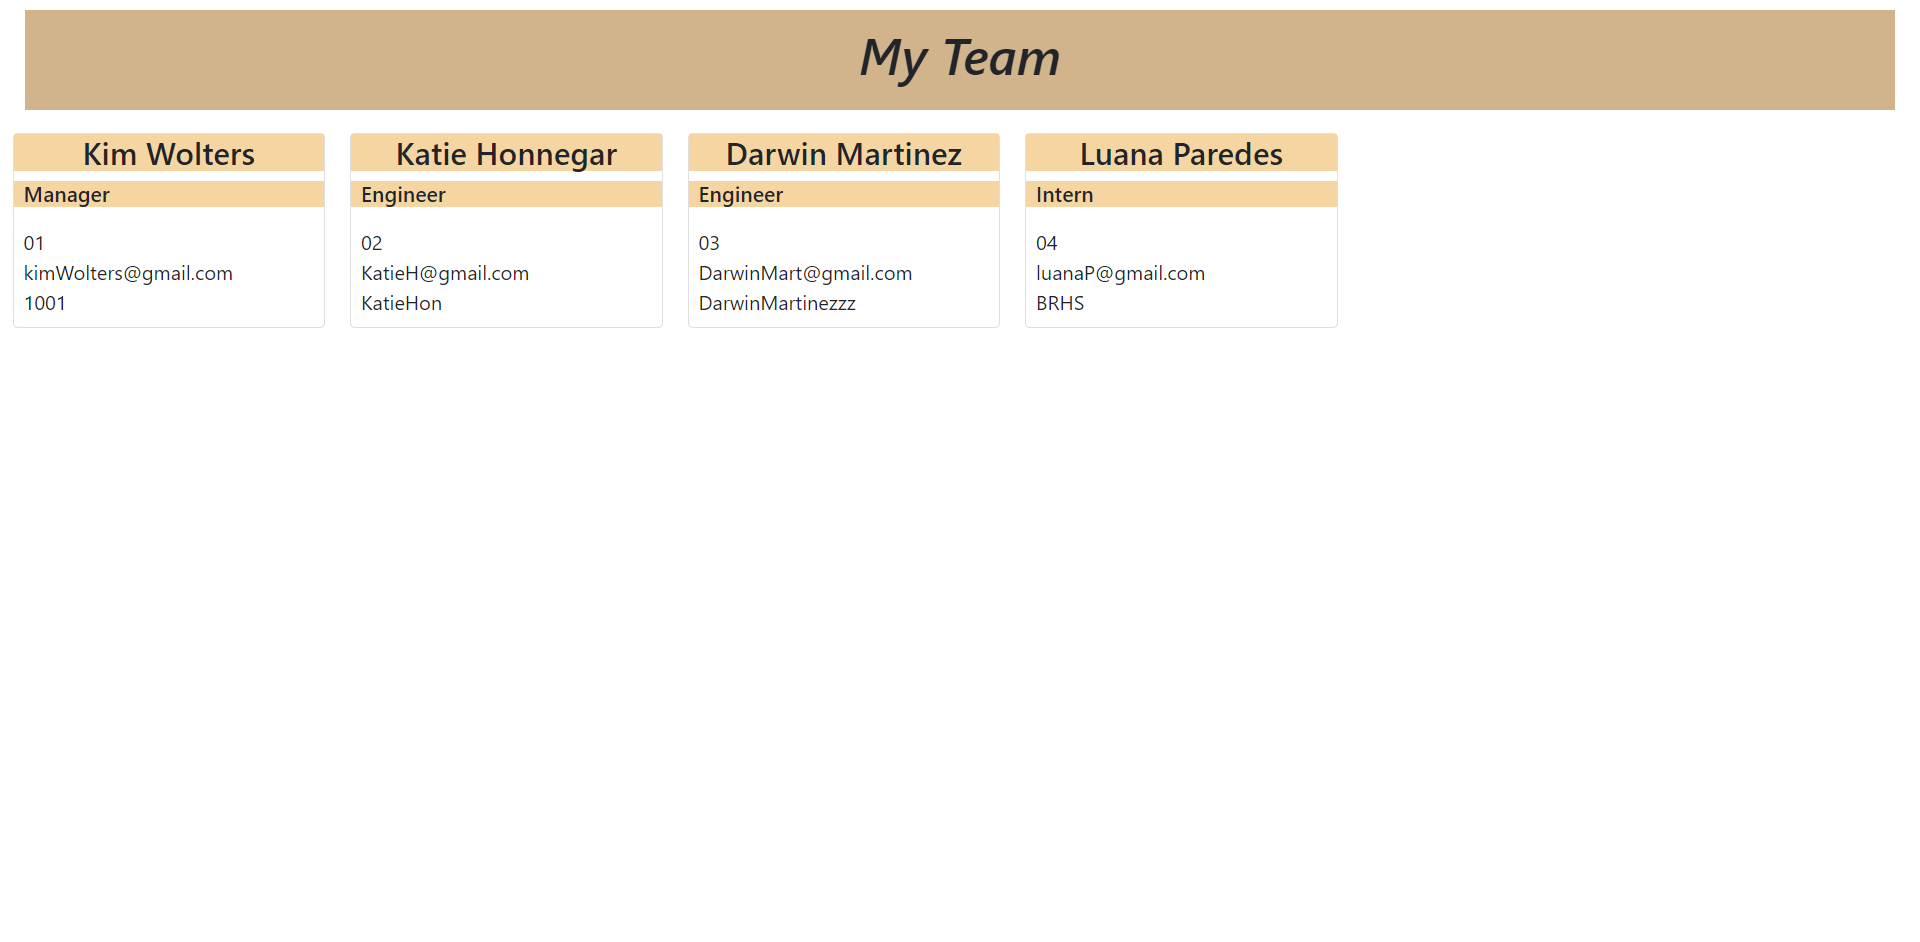 My Team
Kim Wolters
Manager
01
kimWolters@gmail.com
1001
Katie Honnegar
Engineer
02
KatieH@gmail.com
KatieHon
Darwin Martinez
Engineer
03
DarwinMart@gmail.com
DarwinMartinezzz
Luana Paredes
Intern
04
luanaP@gmail.com
BRHS